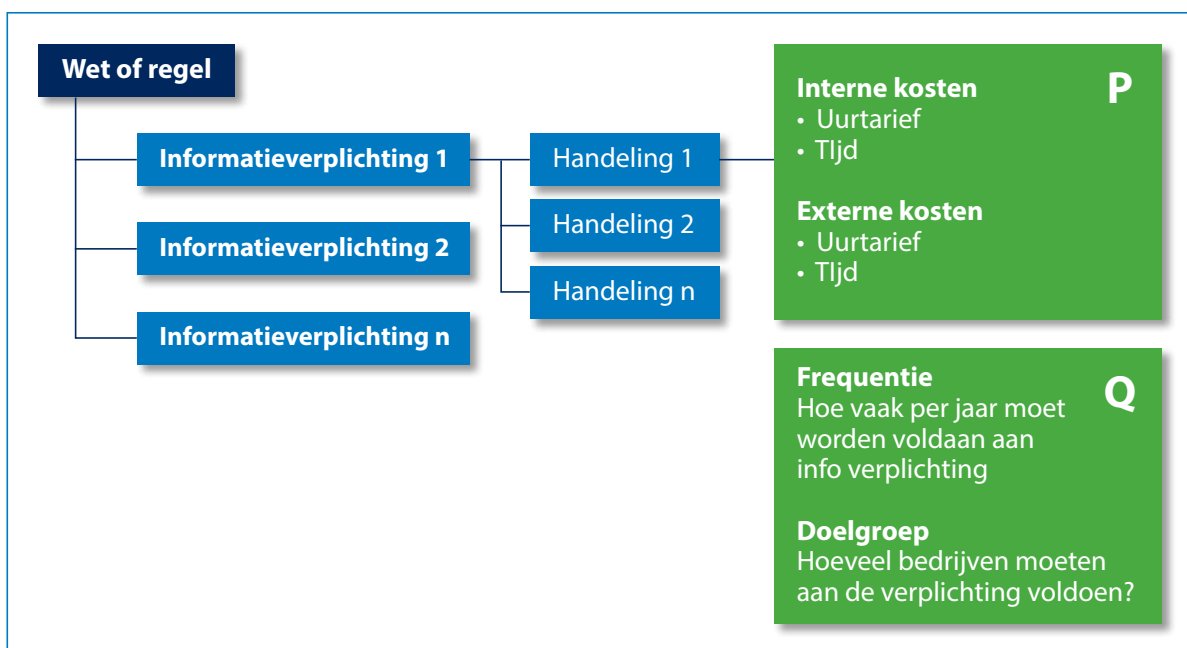 Wet of regel
Informatieverplichting 1
Informatieverplichting 2
Informatieverplichting n
Handeling 1
Handeling 2
Handeling n
P
Interne kosten
• Uurtarief
• TIjd
Externe kosten
• Uurtarief
• TIjd
Q
Frequentie
Hoe vaak per jaar moet
worden voldaan aan
info verplichting
Doelgroep
Hoeveel bedrijven moeten
aan de verplichting voldoen?